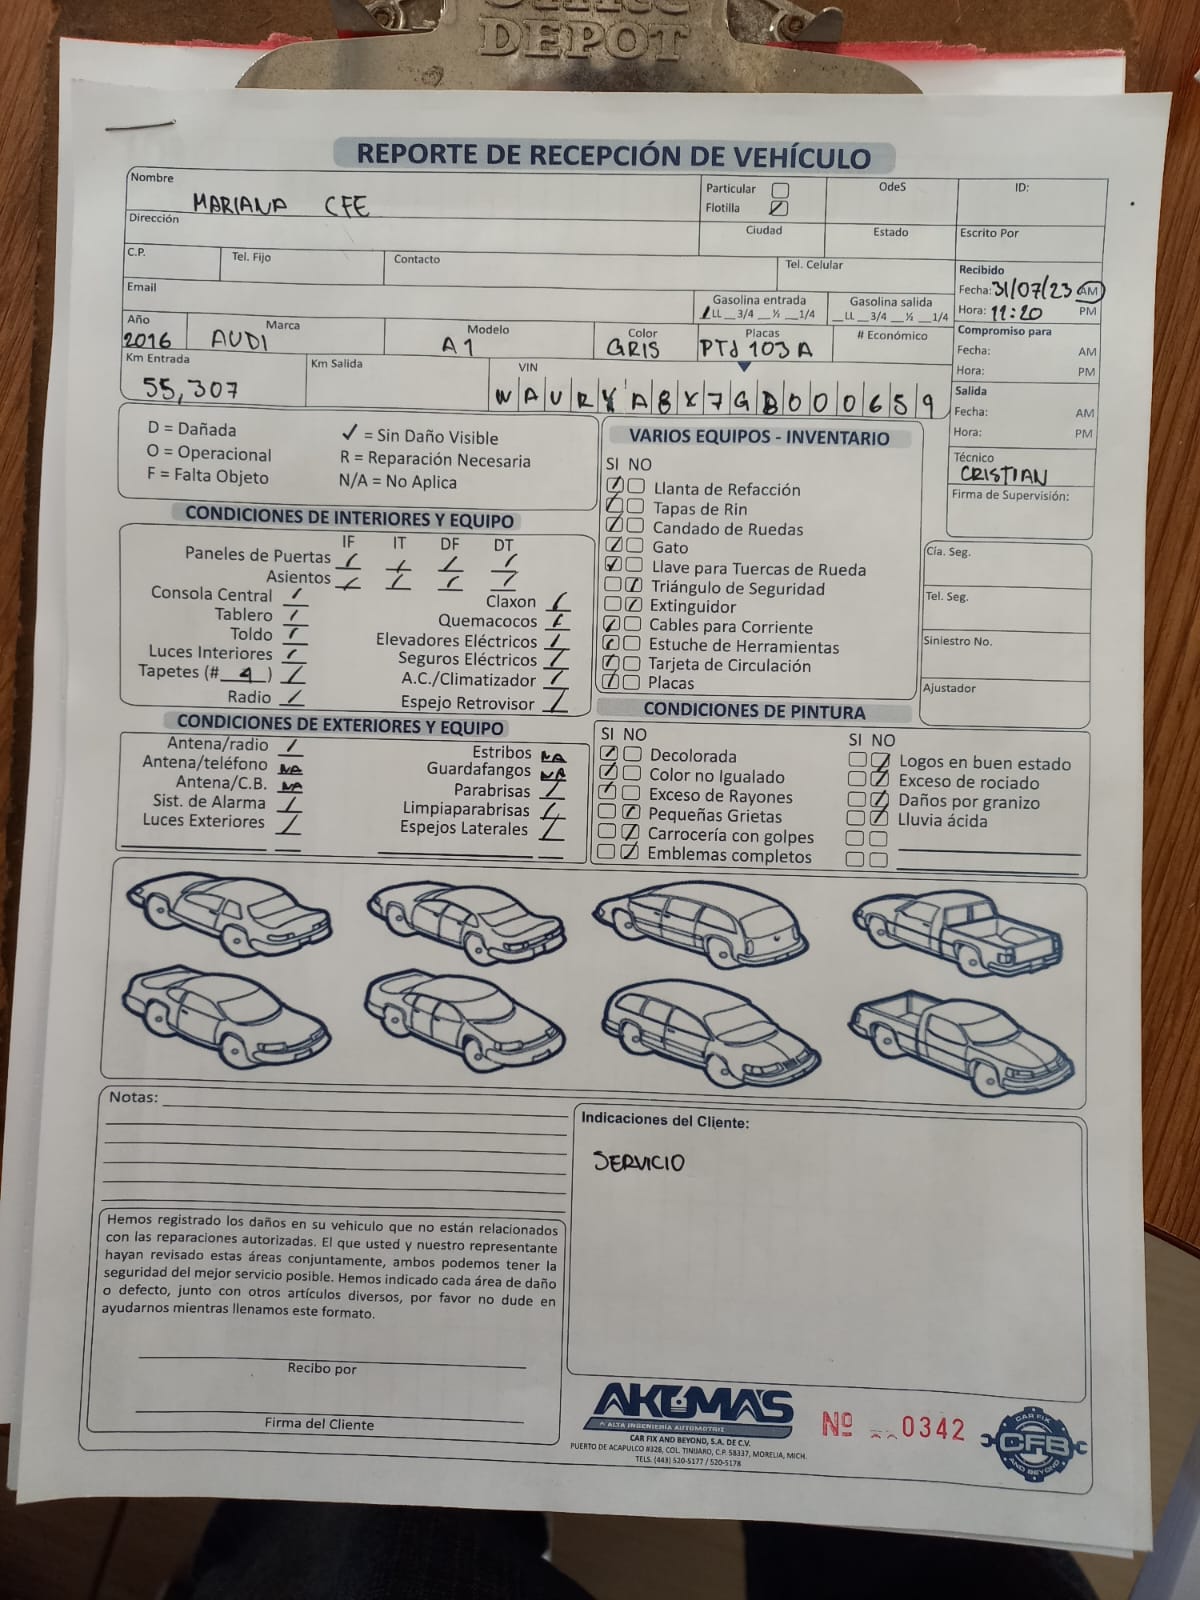 Office
DEPOT
REPORTE DE RECEPCIÓN DE VEHÍCULO
Nombre MARIANA CFE
Particular
Flotilla
OdeS
ID:
Dirección
Ciudad
Estado
Escrito Por
C.P.
Tel. Fijo
Contacto
Tel. Celular
Recibido
Fecha: 31/07/23 AM
Hora: 11:20 PM
Email
Gasolina entrada
LL __3/4 __½ __1/4
Gasolina salida
__LL __3/4 __½ __1/4
Año 2016
Marca AUDI
Modelo A1
Color GRIS
Placas PTJ 103 A
# Económico
Compromiso para
Fecha: AM
Hora: PM
Km Entrada 55,307
Km Salida
VIN WAURYABX7GB000659
Salida
Fecha: AM
Hora: PM
Técnico
CRISTIAN
Firma de Supervisión:
D = Dañada
O = Operacional
F = Falta Objeto
✓ = Sin Daño Visible
R = Reparación Necesaria
N/A = No Aplica
CONDICIONES DE INTERIORES Y EQUIPO
IF IT DF DT
Paneles de Puertas
Asientos
Consola Central
Tablero
Toldo
Luces Interiores
Tapetes (# 4 )
Radio
Claxon
Quemacocos
Elevadores Eléctricos
Seguros Eléctricos
A.C./Climatizador
Espejo Retrovisor
VARIOS EQUIPOS - INVENTARIO
SI NO
Llanta de Refacción
Tapas de Rin
Candado de Ruedas
Gato
Llave para Tuercas de Rueda
Triángulo de Seguridad
Extinguidor
Cables para Corriente
Estuche de Herramientas
Tarjeta de Circulación
Placas
Cía. Seg.
Tel. Seg.
Siniestro No.
Ajustador
CONDICIONES DE EXTERIORES Y EQUIPO
Antena/radio
Antena/teléfono NA
Antena/C.B. NA
Sist. de Alarma
Luces Exteriores
Estribos NA
Guardafangos NA
Parabrisas
Limpiaparabrisas
Espejos Laterales
CONDICIONES DE PINTURA
SI NO
Decolorada
Color no Igualado
Exceso de Rayones
Pequeñas Grietas
Carrocería con golpes
Emblemas completos
SI NO
Logos en buen estado
Exceso de rociado
Daños por granizo
Lluvia ácida
Notas:
Indicaciones del Cliente:
SERVICIO
Hemos registrado los daños en su vehiculo que no están relacionados
con las reparaciones autorizadas. El que usted y nuestro representante
hayan revisado estas áreas conjuntamente, ambos podemos tener la
seguridad del mejor servicio posible. Hemos indicado cada área de daño
o defecto, junto con otros artículos diversos, por favor no dude en
ayudarnos mientras llenamos este formato.
Recibo por
Firma del Cliente
AKUMA'S
ALTA INGENIERÍA AUTOMOTRIZ
CAR FIX AND BEYOND, S.A. DE C.V.
PUERTO DE ACAPULCO #328, COL. TINIJARO, C.P. 58337, MORELIA, MICH.
TELS. (443) 520-5177 / 520-5178
Nº 0342
CAR FIX
CFB
AND BEYOND